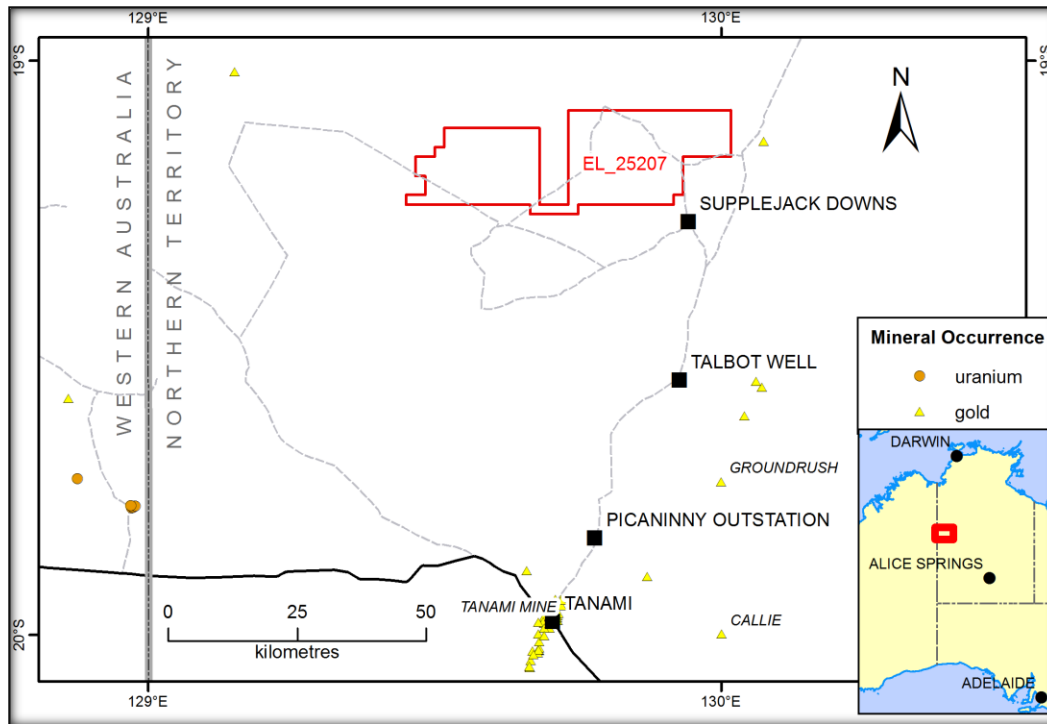 129°E
130°E
19°S
19°S
WESTERN AUSTRALIA
NORTHERN TERRITORY
N
EL_25207
SUPPLEJACK DOWNS
TALBOT WELL
GROUNDRUSH
PICANINNY OUTSTATION
TANAMI MINE
TANAMI
CALLIE
0 25 50
kilometres
Mineral Occurrence
uranium
gold
DARWIN
ALICE SPRINGS
ADELAIDE
20°S
20°S
129°E
130°E